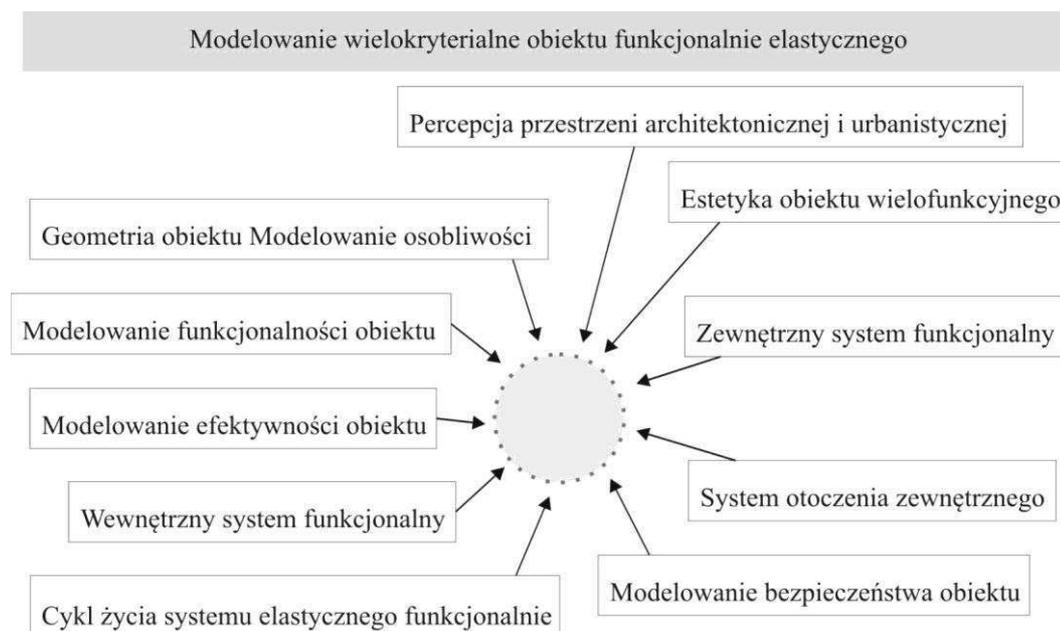 Modelowanie wielokryterialne obiektu funkcjonalnie elastycznego
Percepcja przestrzeni architektonicznej i urbanistycznej
Estetyka obiektu wielofunkcyjnego
Geometria obiektu Modelowanie osobliwości
Modelowanie funkcjonalności obiektu
Zewnętrzny system funkcjonalny
Modelowanie efektywności obiektu
System otoczenia zewnętrznego
Wewnętrzny system funkcjonalny
Modelowanie bezpieczeństwa obiektu
Cykl życia systemu elastycznego funkcjonalnie